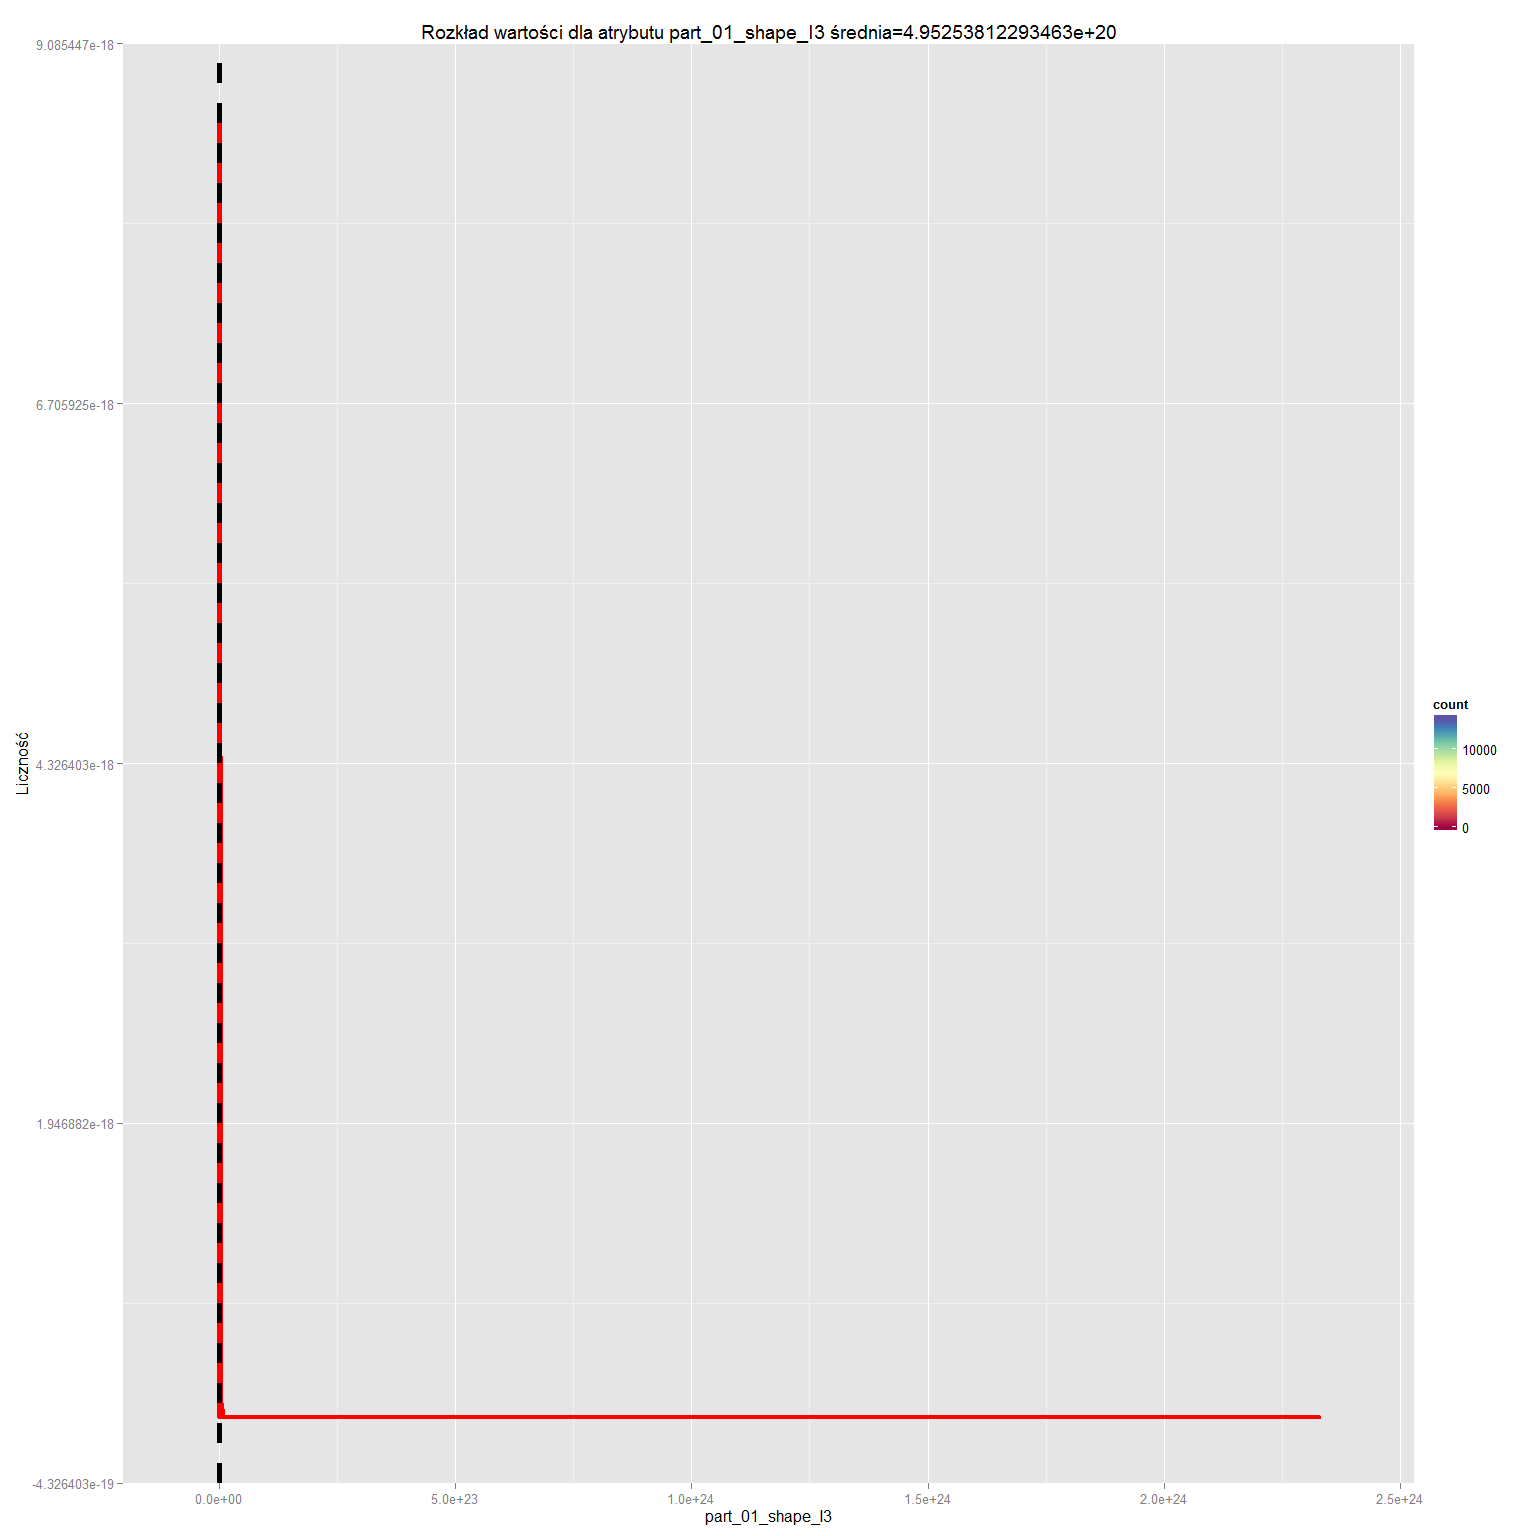 Rozkład wartości dla atrybutu part_01_shape_I3 średnia=4.95253812293463e+20
9.085447e-18
6.705925e-18
4.326403e-18
1.946882e-18
-4.326403e-19
Liczność
0.0e+00
5.0e+23
1.0e+24
1.5e+24
2.0e+24
2.5e+24
part_01_shape_I3
count
10000
5000
0